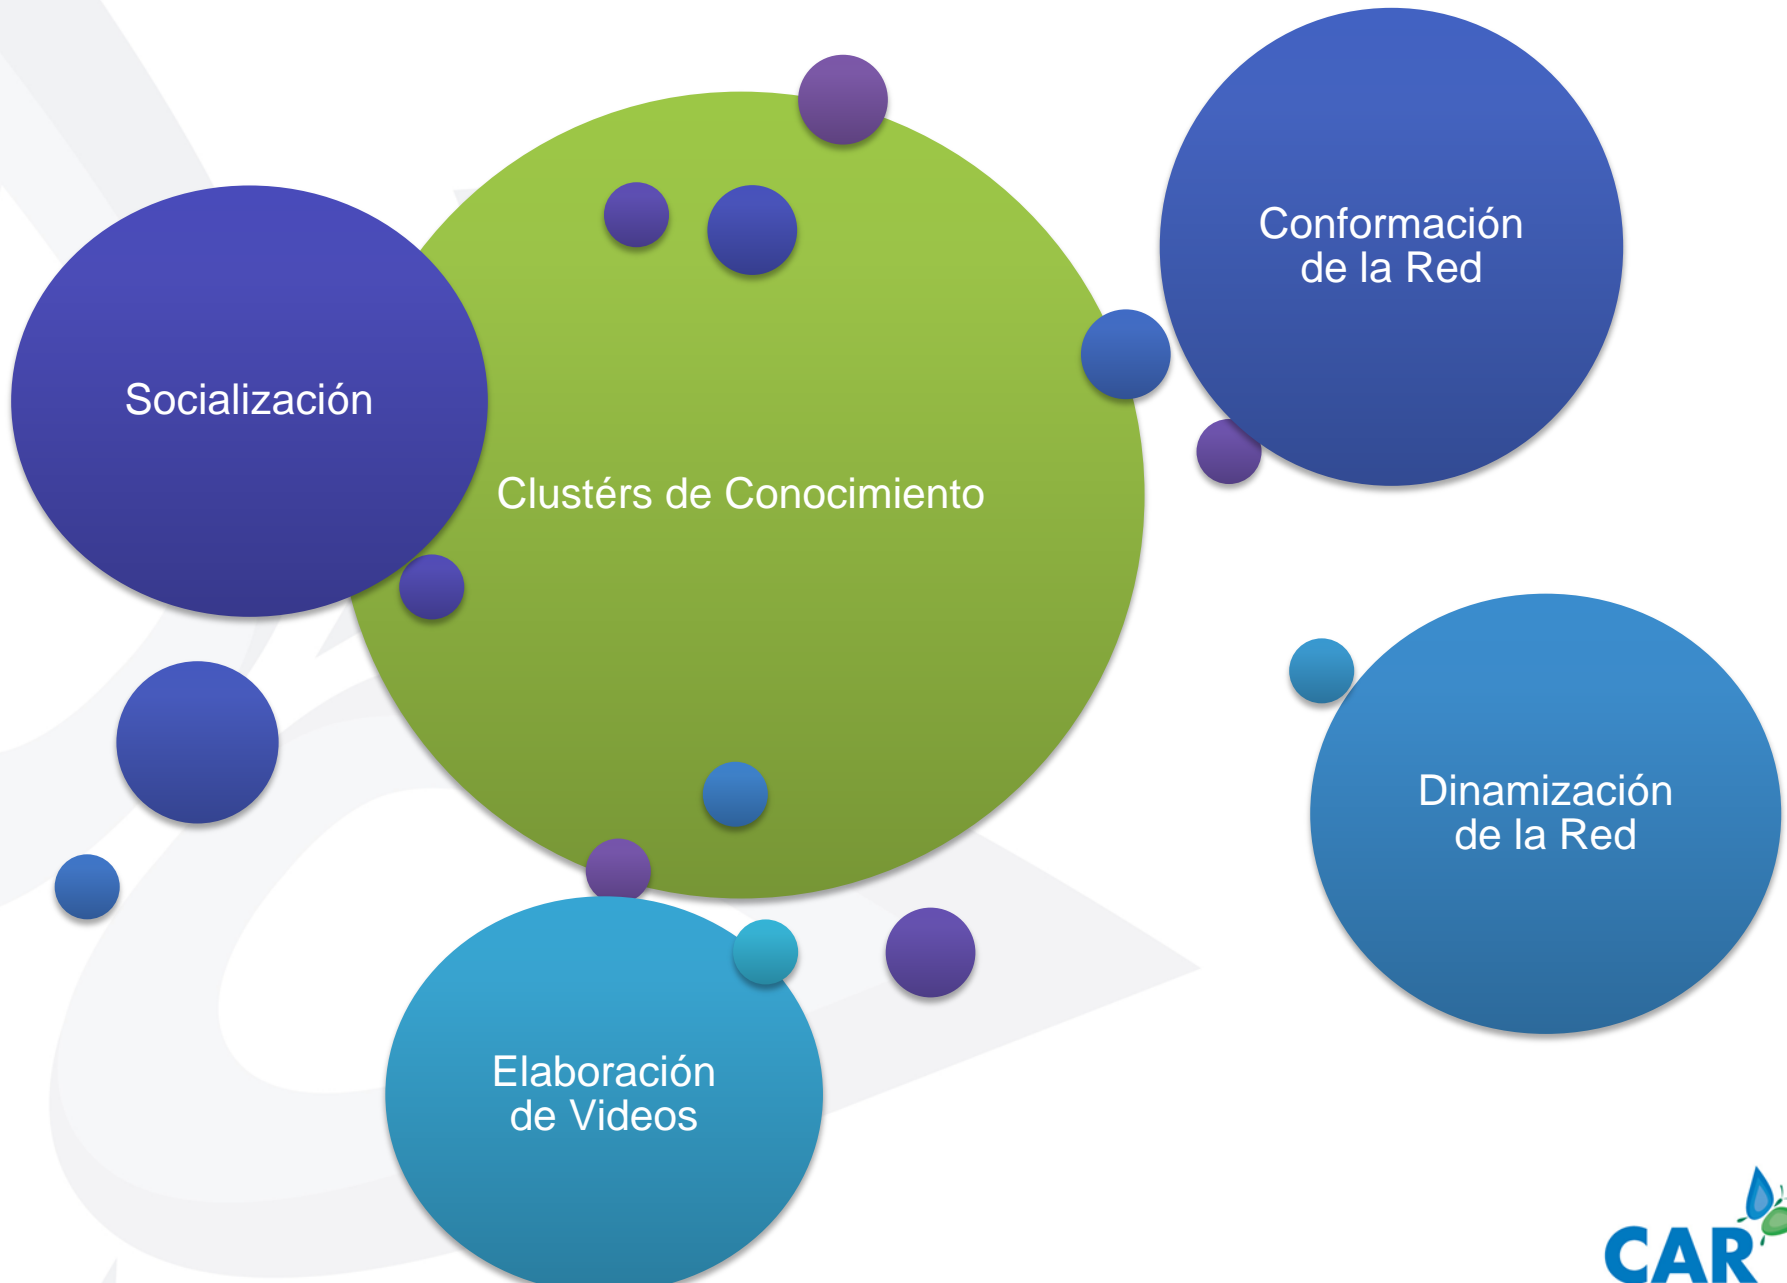 Conformación
de la Red
Socialización
Clustérs de Conocimiento
Dinamización
de la Red
Elaboración
de Videos
CAR